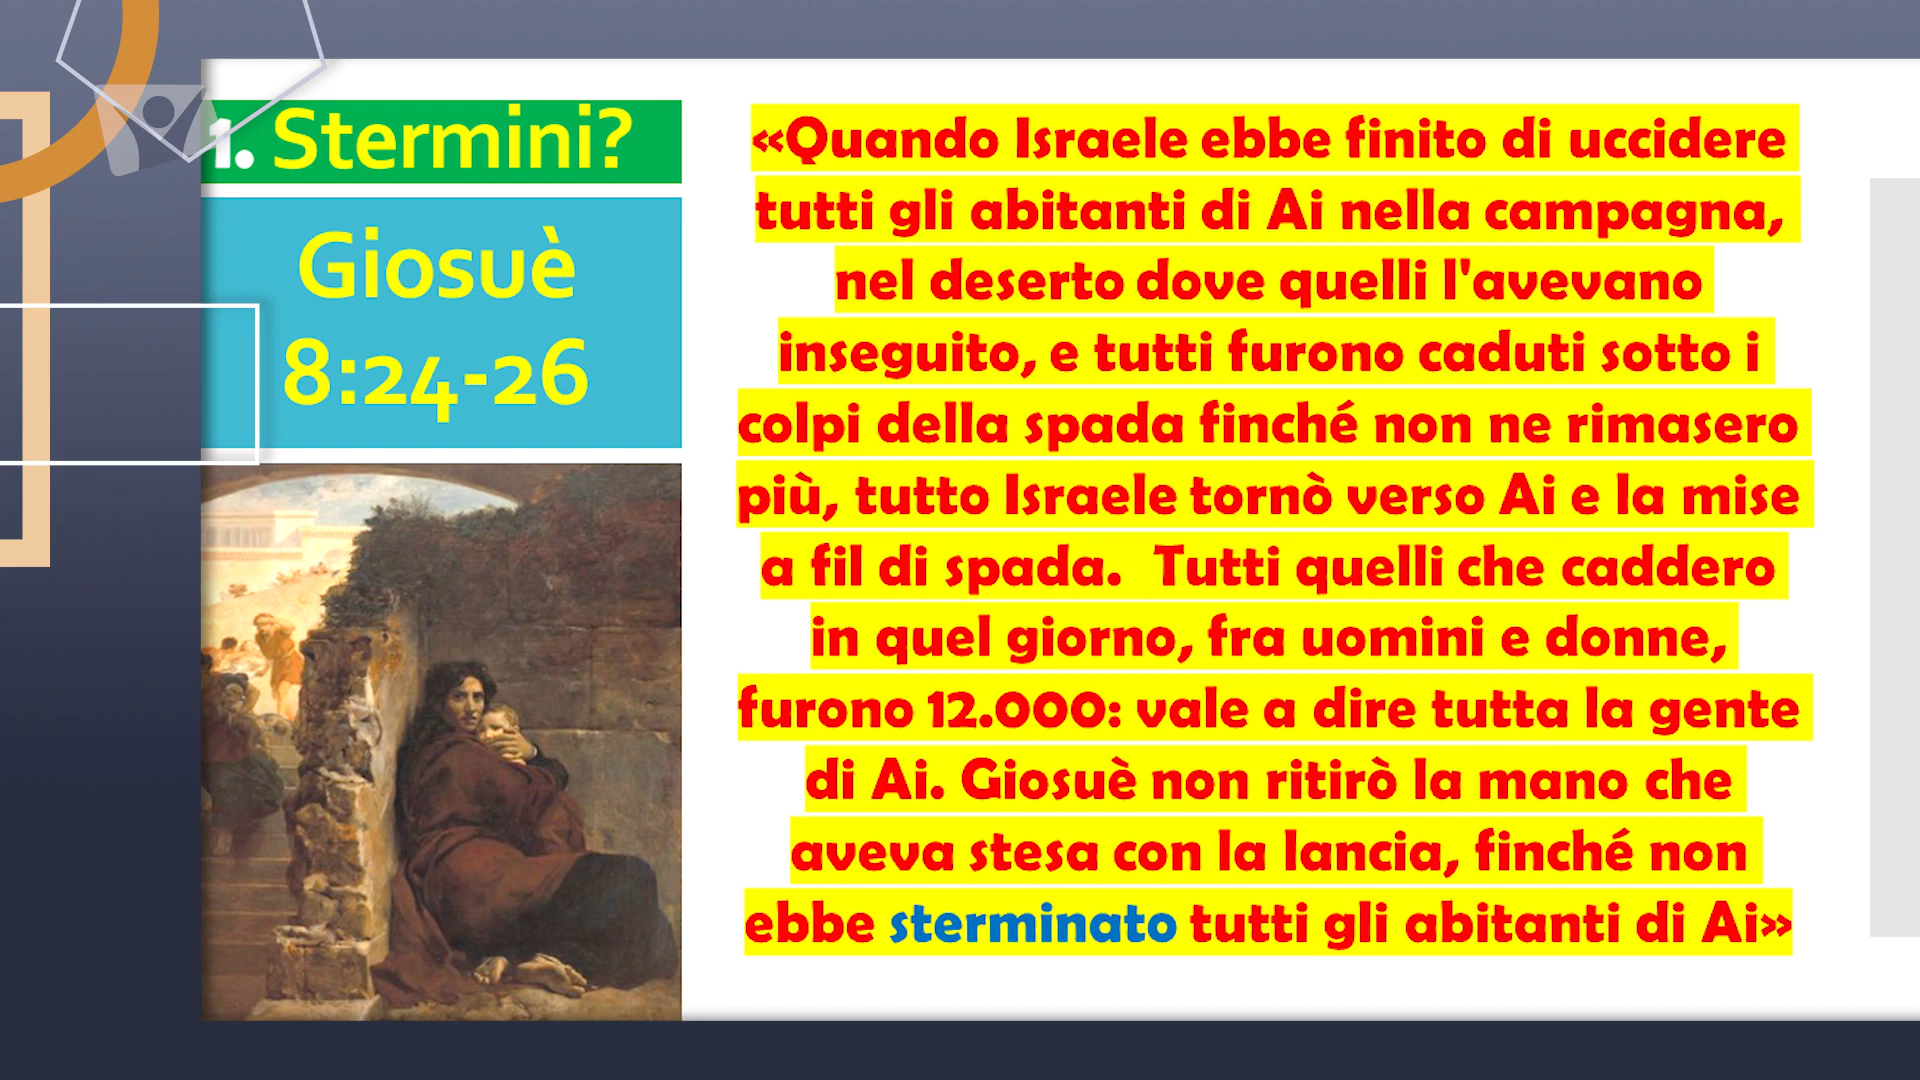 1. Stermini?
Giosuè
8:24-26
«Quando Israele ebbe finito di uccidere
tutti gli abitanti di Ai nella campagna,
nel deserto dove quelli l'avevano
inseguito, e tutti furono caduti sotto i
colpi della spada finché non ne rimasero
più, tutto Israele tornò verso Ai e la mise
a fil di spada.  Tutti quelli che caddero
in quel giorno, fra uomini e donne,
furono 12.000: vale a dire tutta la gente
di Ai. Giosuè non ritirò la mano che
aveva stesa con la lancia, finché non
ebbe sterminato tutti gli abitanti di Ai»